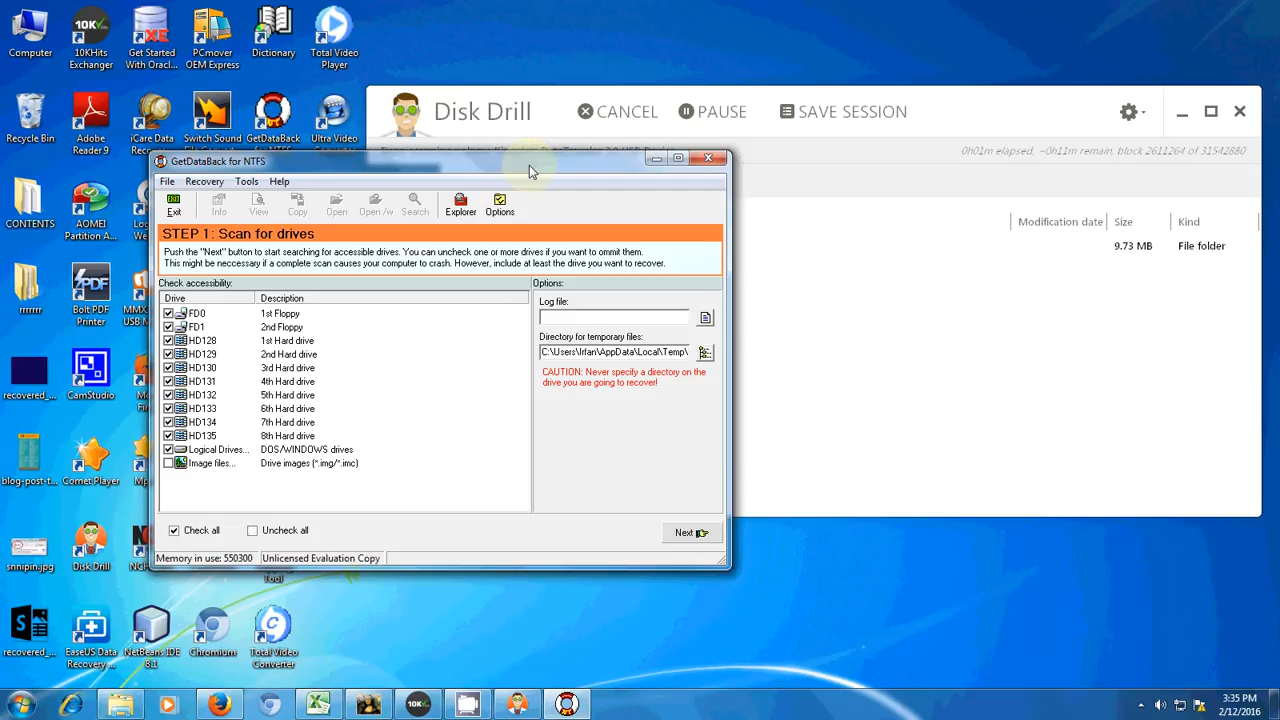 Computer
10KHits
Exchanger
Get Started
With Oracl...
PCmover
OEM Express
Dictionary
Total Video
Player
Recycle Bin
Adobe
Reader 9
iCare Data
Switch Sound
GetDataBack
Ultra Video
CONTENTS
AOMEI
Partition A...
rrrrrr
Bolt PDF
Printer
recovered_...
CamStudio
blog-post-t...
Comet Player
snnipin.jpg
Disk Drill
Tool
recovered_...
EaseUS Data
Recovery ...
NetBeans IDE
8.1
Chromium
Total Video
Converter
Disk Drill
CANCEL
PAUSE
SAVE SESSION
0h01m elapsed, ~0h11m remain, block 2611264 of 31542880
Modification date
Size
Kind
9.73 MB
File folder
GetDataBack for NTFS
File Recovery Tools Help
Exit
Info
View
Copy
Open
Open /w
Search
Explorer
Options
STEP 1: Scan for drives
Push the "Next" button to start searching for accessible drives. You can uncheck one or more drives if you want to ommit them.
This might be neccessary if a complete scan causes your computer to crash. However, include at least the drive you want to recover.
Check accessibility:
Drive Description
FD0 1st Floppy
FD1 2nd Floppy
HD128 1st Hard drive
HD129 2nd Hard drive
HD130 3rd Hard drive
HD131 4th Hard drive
HD132 5th Hard drive
HD133 6th Hard drive
HD134 7th Hard drive
HD135 8th Hard drive
Logical Drives... DOS/WINDOWS drives
Image files... Drive images (*.img/*.imc)
Options:
Log file:
Directory for temporary files:
C:\Users\Irfan\AppData\Local\Temp\
CAUTION: Never specify a directory on the
drive you are going to recover!
Check all
Uncheck all
Next
Memory in use: 550300
Unlicensed Evaluation Copy
10K
3:35 PM
2/12/2016